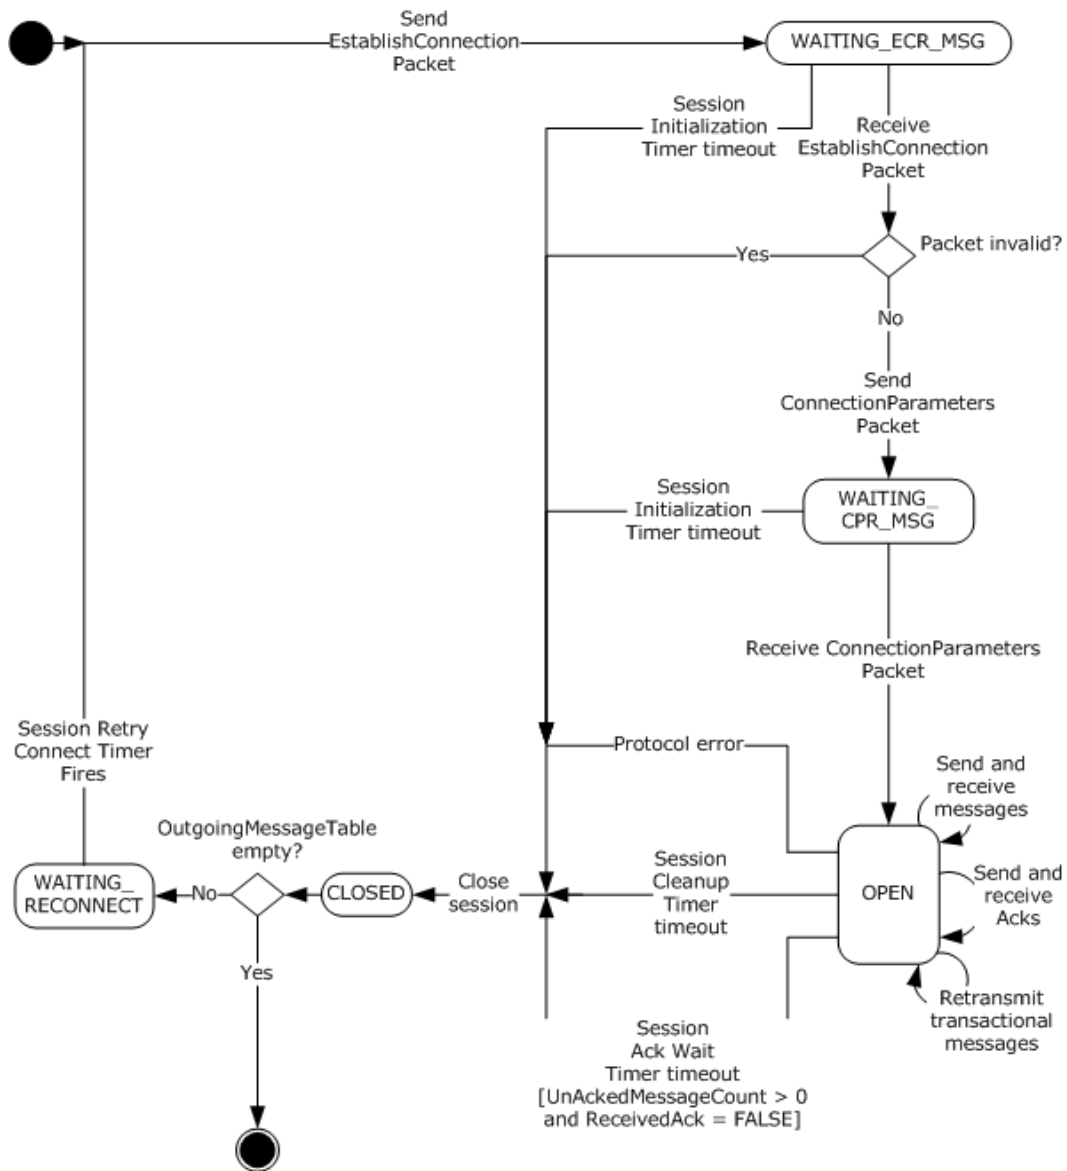 Send
EstablishConnection
Packet
WAITING_ECR_MSG
Session
Initialization
Timer timeout
Receive
EstablishConnection
Packet
Yes
Packet invalid?
No
Send
ConnectionParameters
Packet
Session
Initialization
Timer timeout
WAITING_
CPR_MSG
Receive ConnectionParameters
Packet
Session Retry
Connect Timer
Fires
Protocol error
Send and
receive
messages
OutgoingMessageTable
empty?
WAITING_
RECONNECT
No
CLOSED
Close
session
Session
Cleanup
Timer
timeout
OPEN
Send and
receive
Acks
Yes
Retransmit
transactional
messages
Session
Ack Wait
Timer timeout
[UnAckedMessageCount > 0
and ReceivedAck = FALSE]